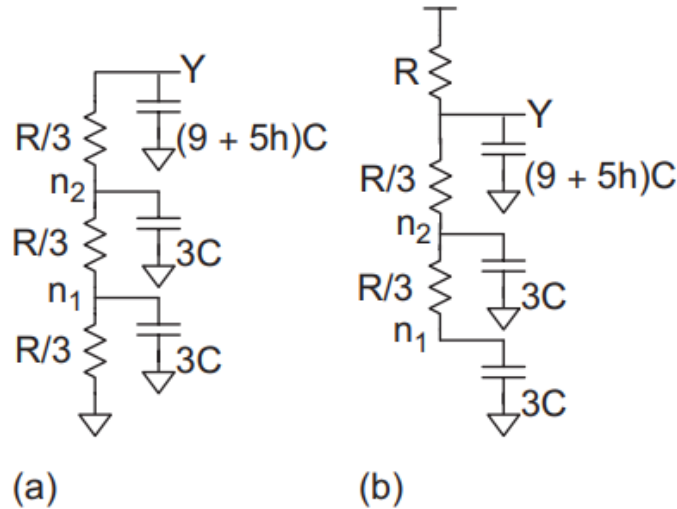 Y
R/3
(9 + 5h)C
n₂
R/3
3C
n₁
R/3
3C
(a)
R
Y
R/3
(9 + 5h)C
n₂
R/3
3C
n₁
3C
(b)